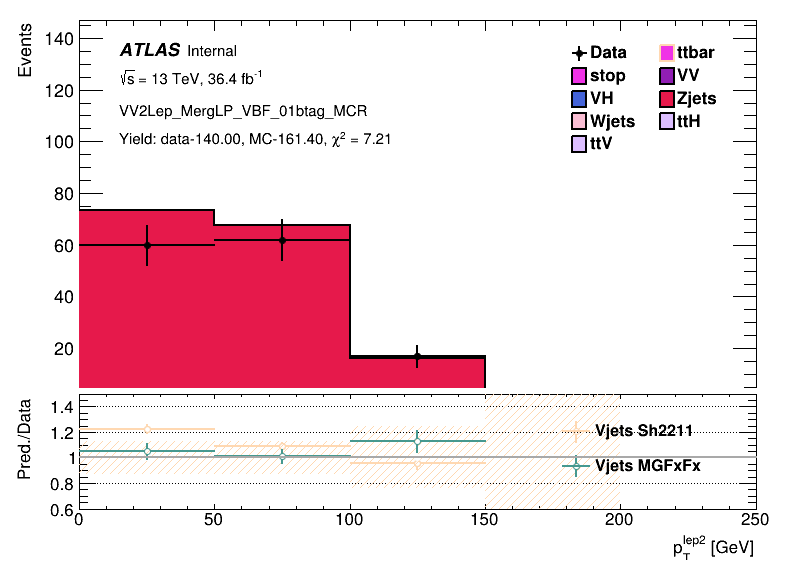 Events
140
120
100
80
60
40
20
ATLAS Internal
√s = 13 TeV, 36.4 fb⁻¹
VV2Lep_MergLP_VBF_01btag_MCR
Yield: data-140.00, MC-161.40, χ² = 7.21
Data
ttbar
stop
VV
VH
Zjets
Wjets
ttH
ttV
Pred./Data
1.4
1.2
1
0.8
0.6
Vjets Sh2211
Vjets MGFxFx
0 50 100 150 200 250
p_T^lep2 [GeV]